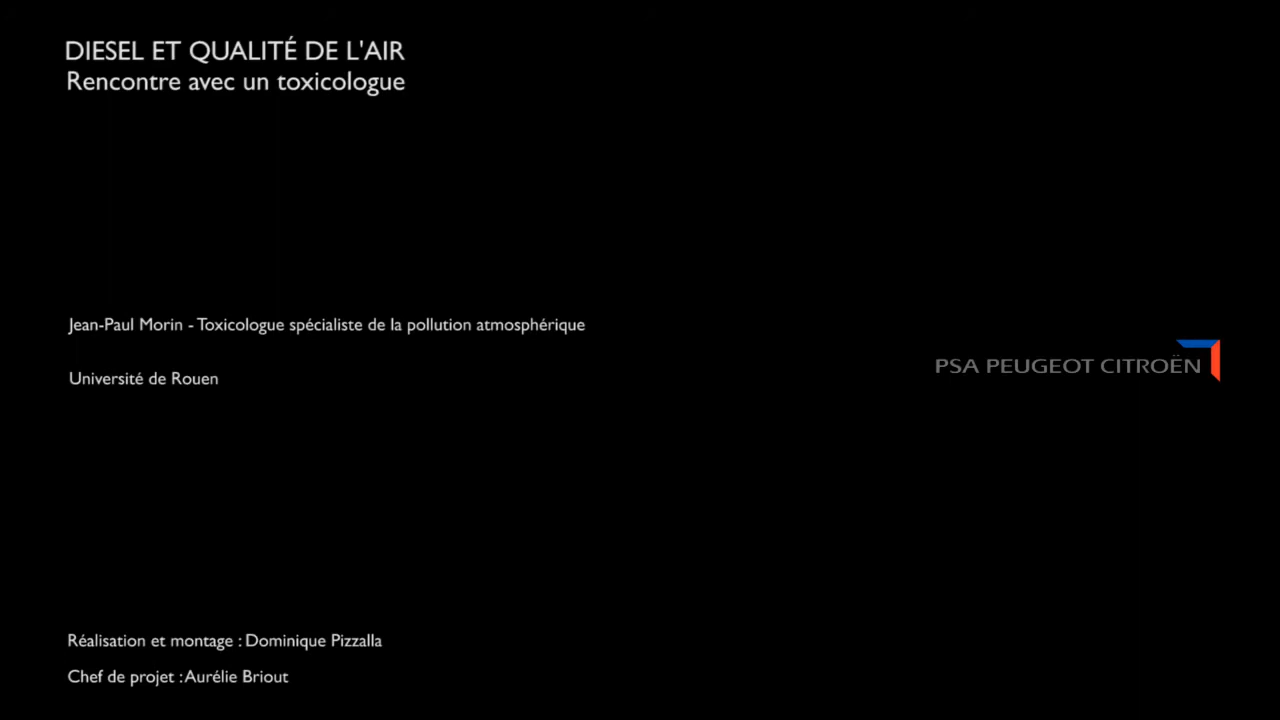 DIESEL ET QUALITÉ DE L'AIR
Rencontre avec un toxicologue
Jean-Paul Morin - Toxicologue spécialiste de la pollution atmosphérique
Université de Rouen
PSA PEUGEOT CITROËN
Réalisation et montage : Dominique Pizzalla
Chef de projet : Aurélie Briout